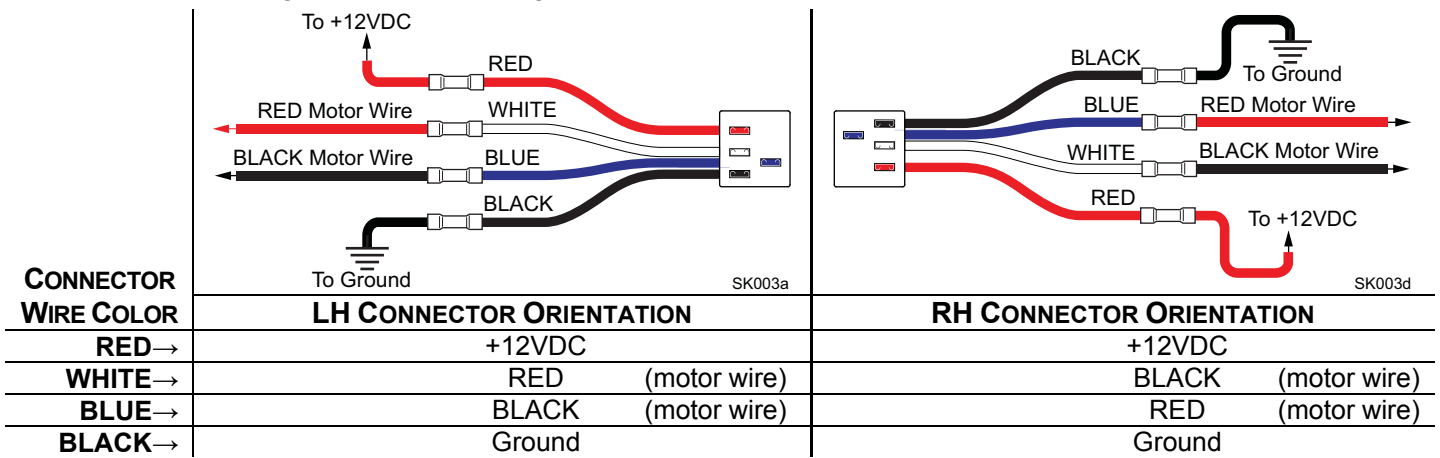 To +12VDC
RED
RED Motor Wire
WHITE
BLACK Motor Wire
BLUE
BLACK
To Ground
SK003a
BLACK
To Ground
BLUE
RED Motor Wire
WHITE
BLACK Motor Wire
RED
To +12VDC
SK003d
CONNECTOR
WIRE COLOR LH CONNECTOR ORIENTATION RH CONNECTOR ORIENTATION
RED→ +12VDC +12VDC
WHITE→ RED (motor wire) BLACK (motor wire)
BLUE→ BLACK (motor wire) RED (motor wire)
BLACK→ Ground Ground